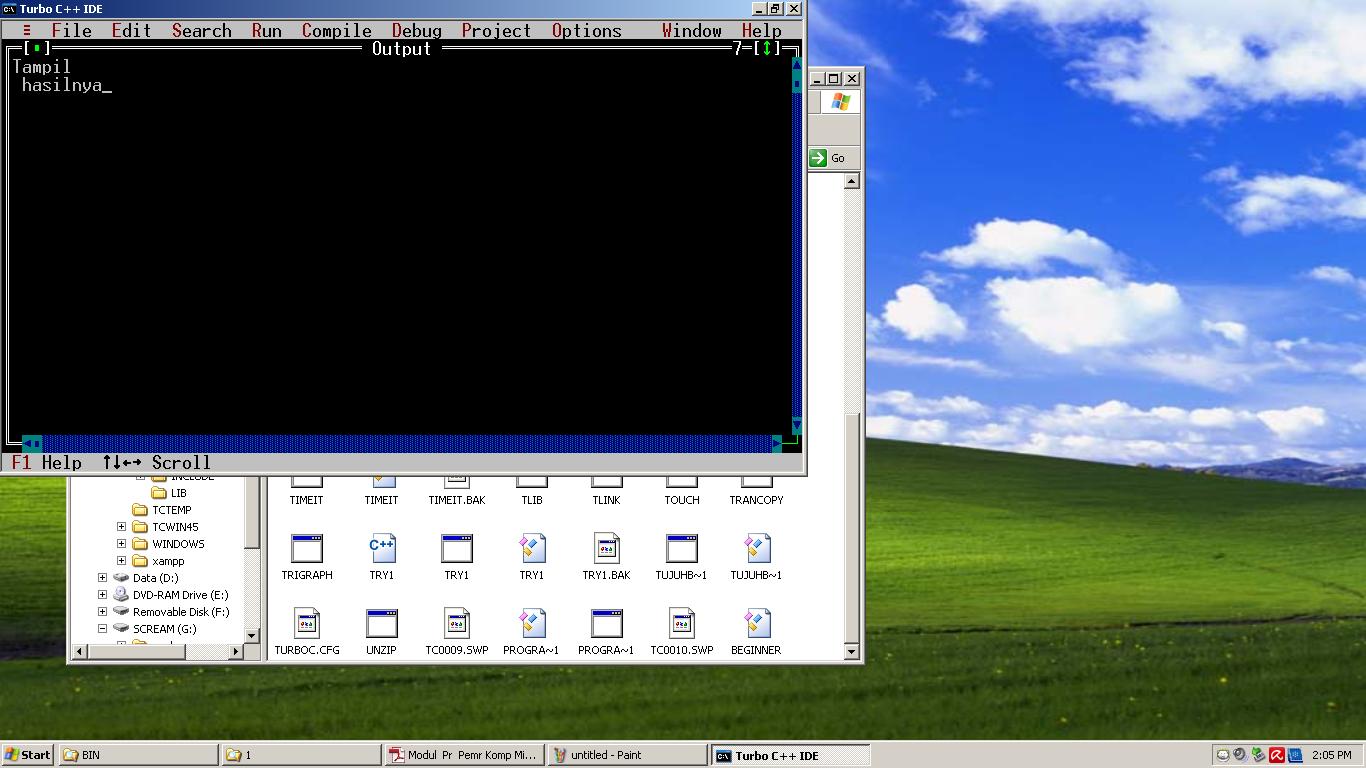 Turbo C++ IDE
≡ File Edit Search Run Compile Debug Project Options Window Help
Output 7
Tampil
hasilnya_
F1 Help ↑↓←→ Scroll
Go
INCLUDE
LIB
TCTEMP
TCWIN45
WINDOWS
xampp
Data (D:)
DVD-RAM Drive (E:)
Removable Disk (F:)
SCREAM (G:)
TIMEIT TIMEIT TIMEIT.BAK TLIB TLINK TOUCH TRANCOPY
TRIGRAPH TRY1 TRY1 TRY1 TRY1.BAK TUJUHB~1 TUJUHB~1
TURBOC.CFG UNZIP TC0009.SWP PROGRA~1 PROGRA~1 TC0010.SWP BEGINNER
Start BIN 1 Modul Pr Pemr Komp Mi... untitled - Paint Turbo C++ IDE 2:05 PM